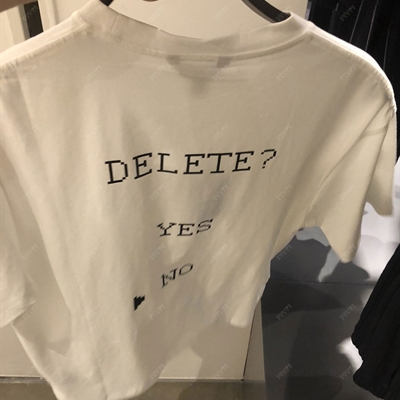 DELETE?
YES
NO